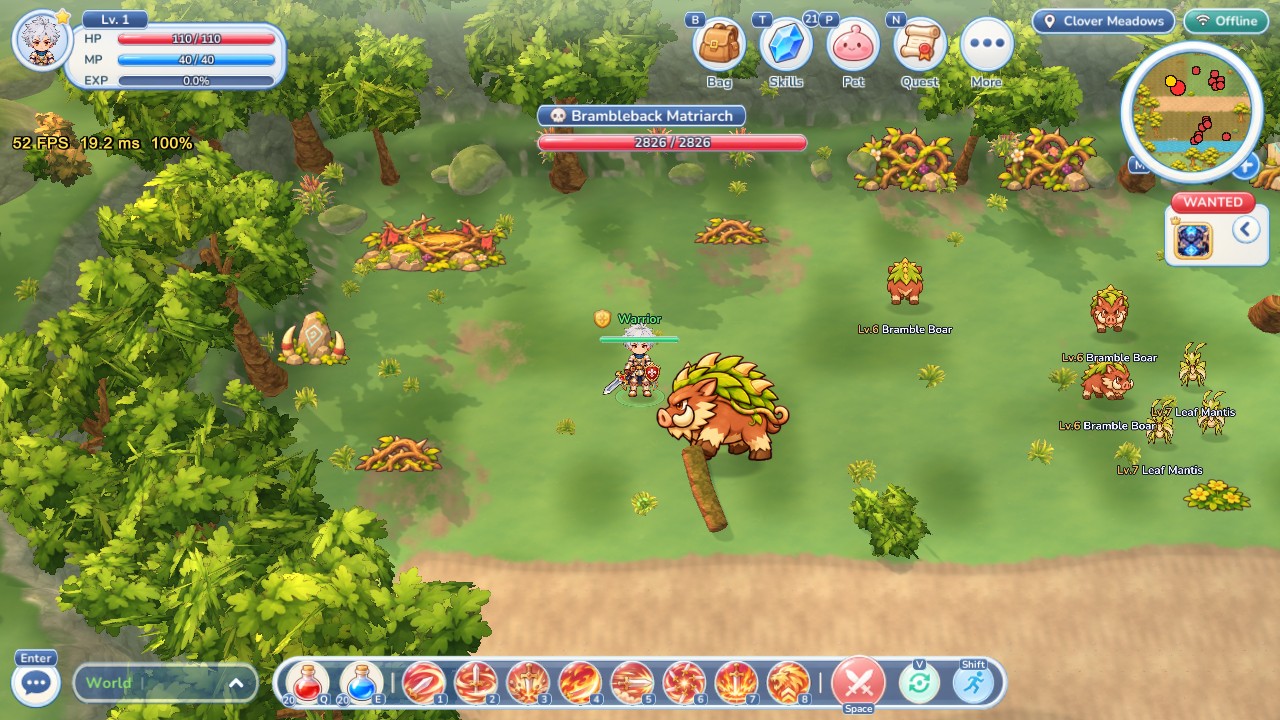 Lv. 1
HP 110 / 110
MP 40 / 40
EXP 0.0%
52 FPS 19.2 ms 100%
B T 21 P N
Bag Skills Pet Quest More
Clover Meadows Offline
Brambleback Matriarch
2826 / 2826
M
WANTED
Warrior
Lv.6 Bramble Boar
Lv.6 Bramble Boar
Lv.7 Leaf Mantis
Lv.6 Bramble Boar
Lv.7 Leaf Mantis
Enter
World
20 Q 20 E 1 2 3 4 5 6 7 8
Space
V
Shift